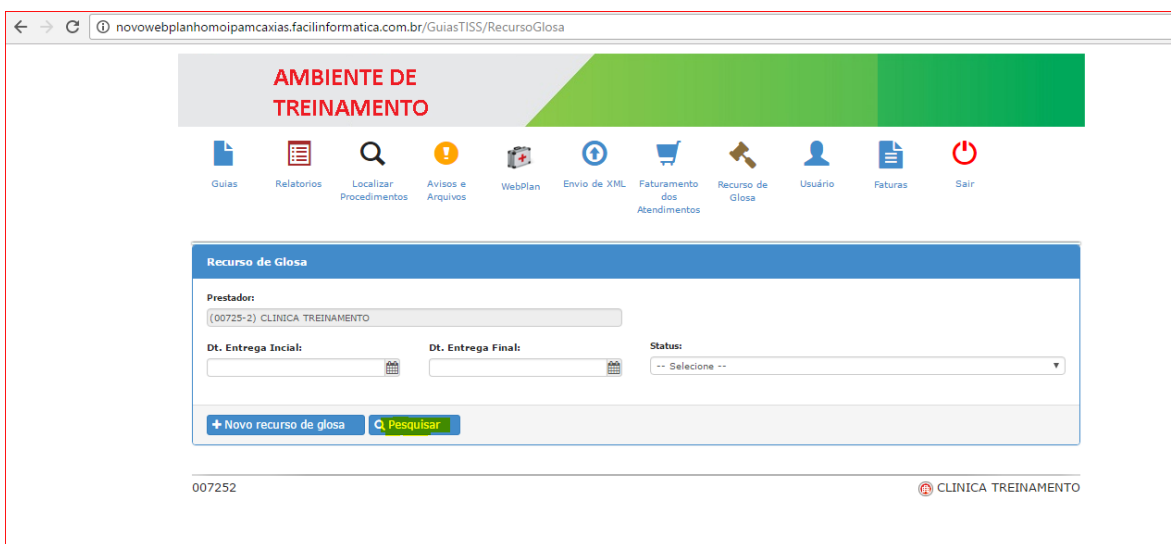 novowebplanhomoipamcaxias.facilinformatica.com.br/GuiasTISS/RecursoGlosa
AMBIENTE DE
TREINAMENTO
Guias
Relatorios
Localizar
Procedimentos
Avisos e
Arquivos
WebPlan
Envio de XML
Faturamento
dos
Atendimentos
Recurso de
Glosa
Usuário
Faturas
Sair
Recurso de Glosa
Prestador:
(00725-2) CLINICA TREINAMENTO
Dt. Entrega Incial:
Dt. Entrega Final:
Status:
-- Selecione --
Novo recurso de glosa
Pesquisar
007252
CLINICA TREINAMENTO